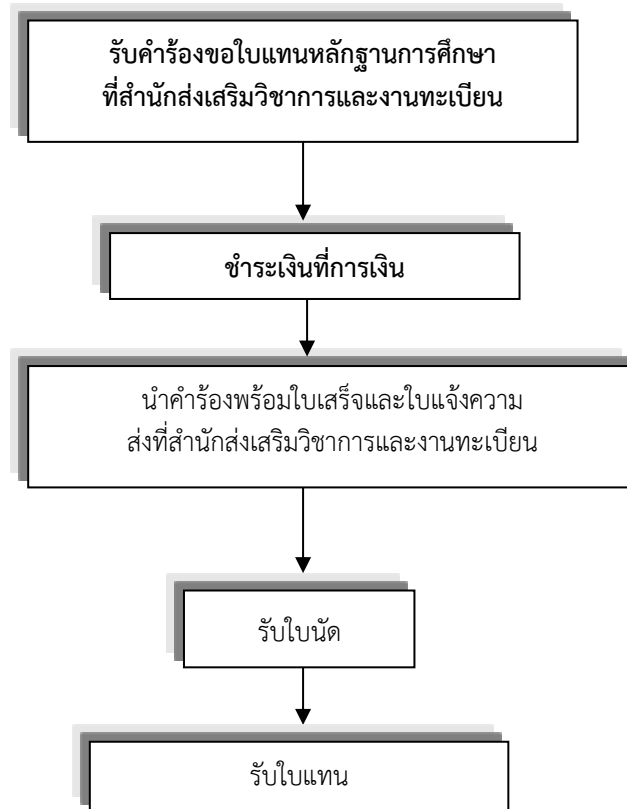 รับคำร้องขอใบแทนหลักฐานการศึกษา
ที่สำนักส่งเสริมวิชาการและงานทะเบียน
ชำระเงินที่การเงิน
นำคำร้องพร้อมใบเสร็จและใบแจ้งความ
ส่งที่สำนักส่งเสริมวิชาการและงานทะเบียน
รับใบนัด
รับใบแทน